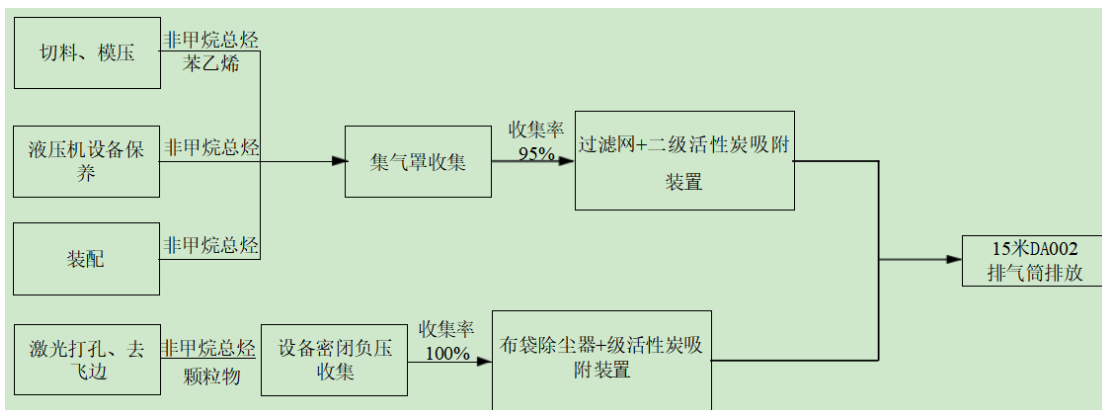 切料、模压
非甲烷总烃
苯乙烯
液压机设备保
养
非甲烷总烃
装配
非甲烷总烃
集气罩收集
收集率
95%
过滤网+二级活性炭吸附
装置
激光打孔、去
飞边
非甲烷总烃
颗粒物
设备密闭负压
收集
收集率
100%
布袋除尘器+级活性炭吸
附装置
15米DA002
排气筒排放